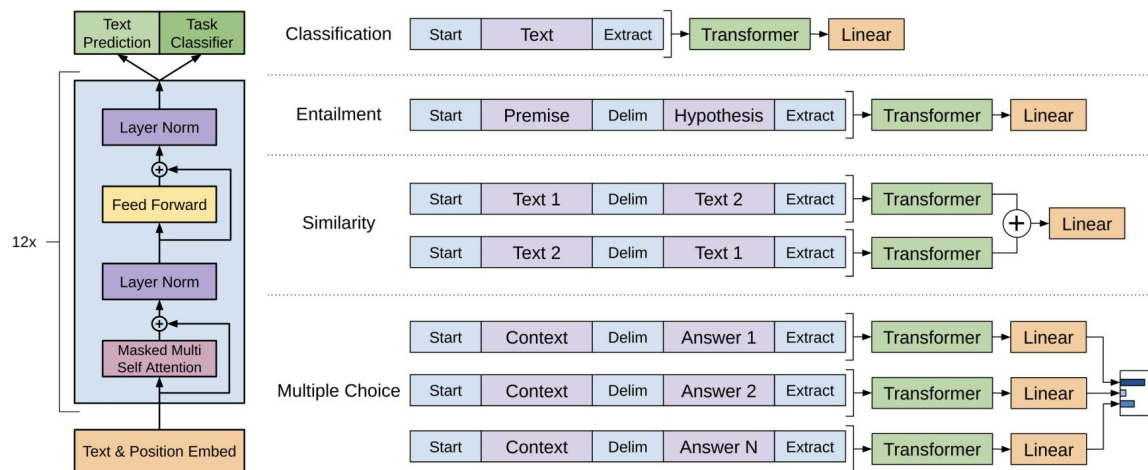 Text
Prediction
Task
Classifier
Layer Norm
Feed Forward
12x
Layer Norm
Masked Multi
Self Attention
Text & Position Embed
Classification
Start Text Extract Transformer Linear
Entailment
Start Premise Delim Hypothesis Extract Transformer Linear
Similarity
Start Text 1 Delim Text 2 Extract Transformer
+ Linear
Start Text 2 Delim Text 1 Extract Transformer
Multiple Choice
Start Context Delim Answer 1 Extract Transformer Linear
Start Context Delim Answer 2 Extract Transformer Linear
Start Context Delim Answer N Extract Transformer Linear